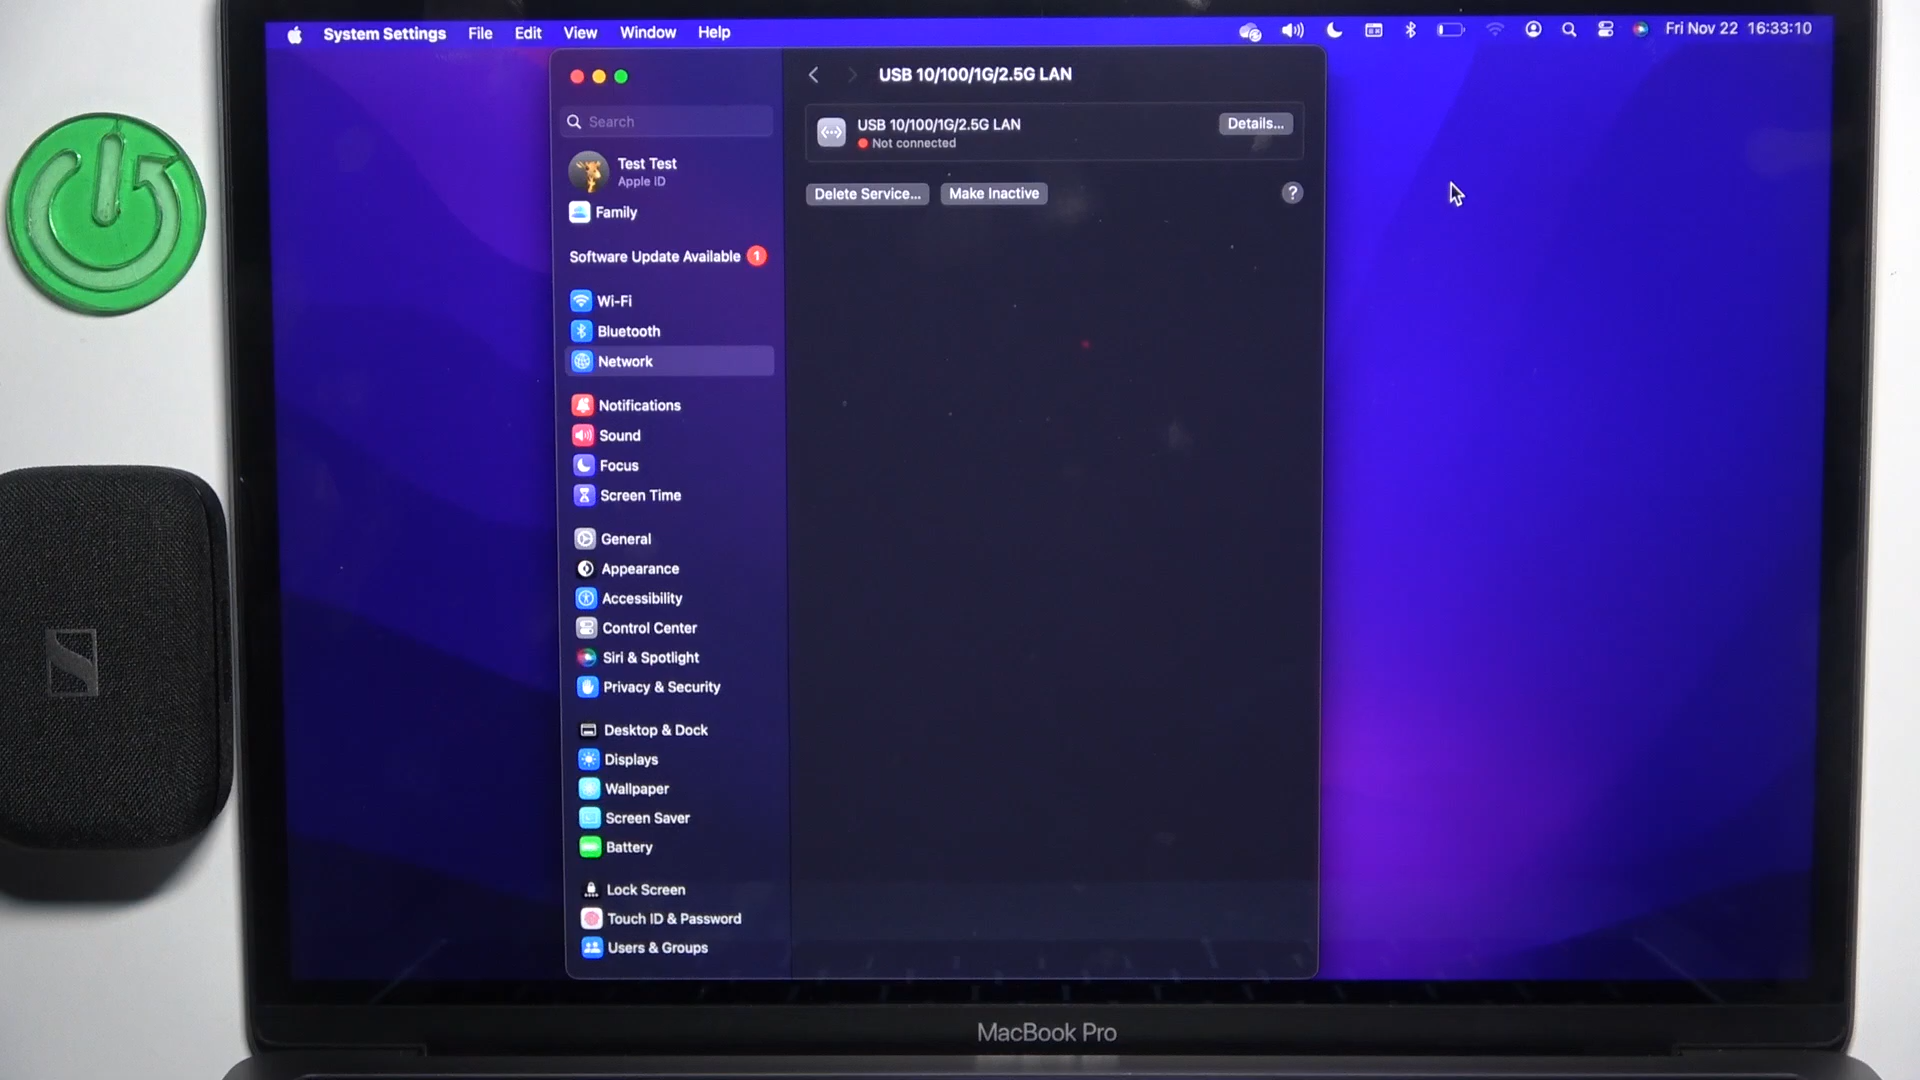 System Settings File Edit View Window Help Fri Nov 22 16:33:10
USB 10/100/1G/2.5G LAN
Search
USB 10/100/1G/2.5G LAN
Not connected
Details...
Test Test
Apple ID
Delete Service...
Make Inactive
?
Family
Software Update Available 1
Wi-Fi
Bluetooth
Network
Notifications
Sound
Focus
Screen Time
General
Appearance
Accessibility
Control Center
Siri & Spotlight
Privacy & Security
Desktop & Dock
Displays
Wallpaper
Screen Saver
Battery
Lock Screen
Touch ID & Password
Users & Groups
MacBook Pro